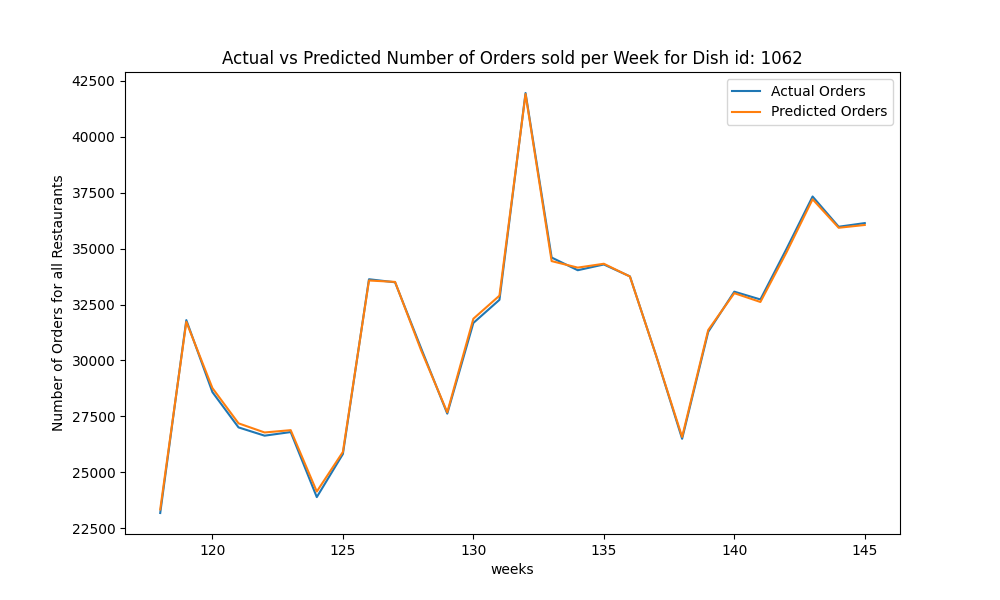 Actual vs Predicted Number of Orders sold per Week for Dish id: 1062
Actual Orders
Predicted Orders
Number of Orders for all Restaurants
42500
40000
37500
35000
32500
30000
27500
25000
22500
120 125 130 135 140 145
weeks